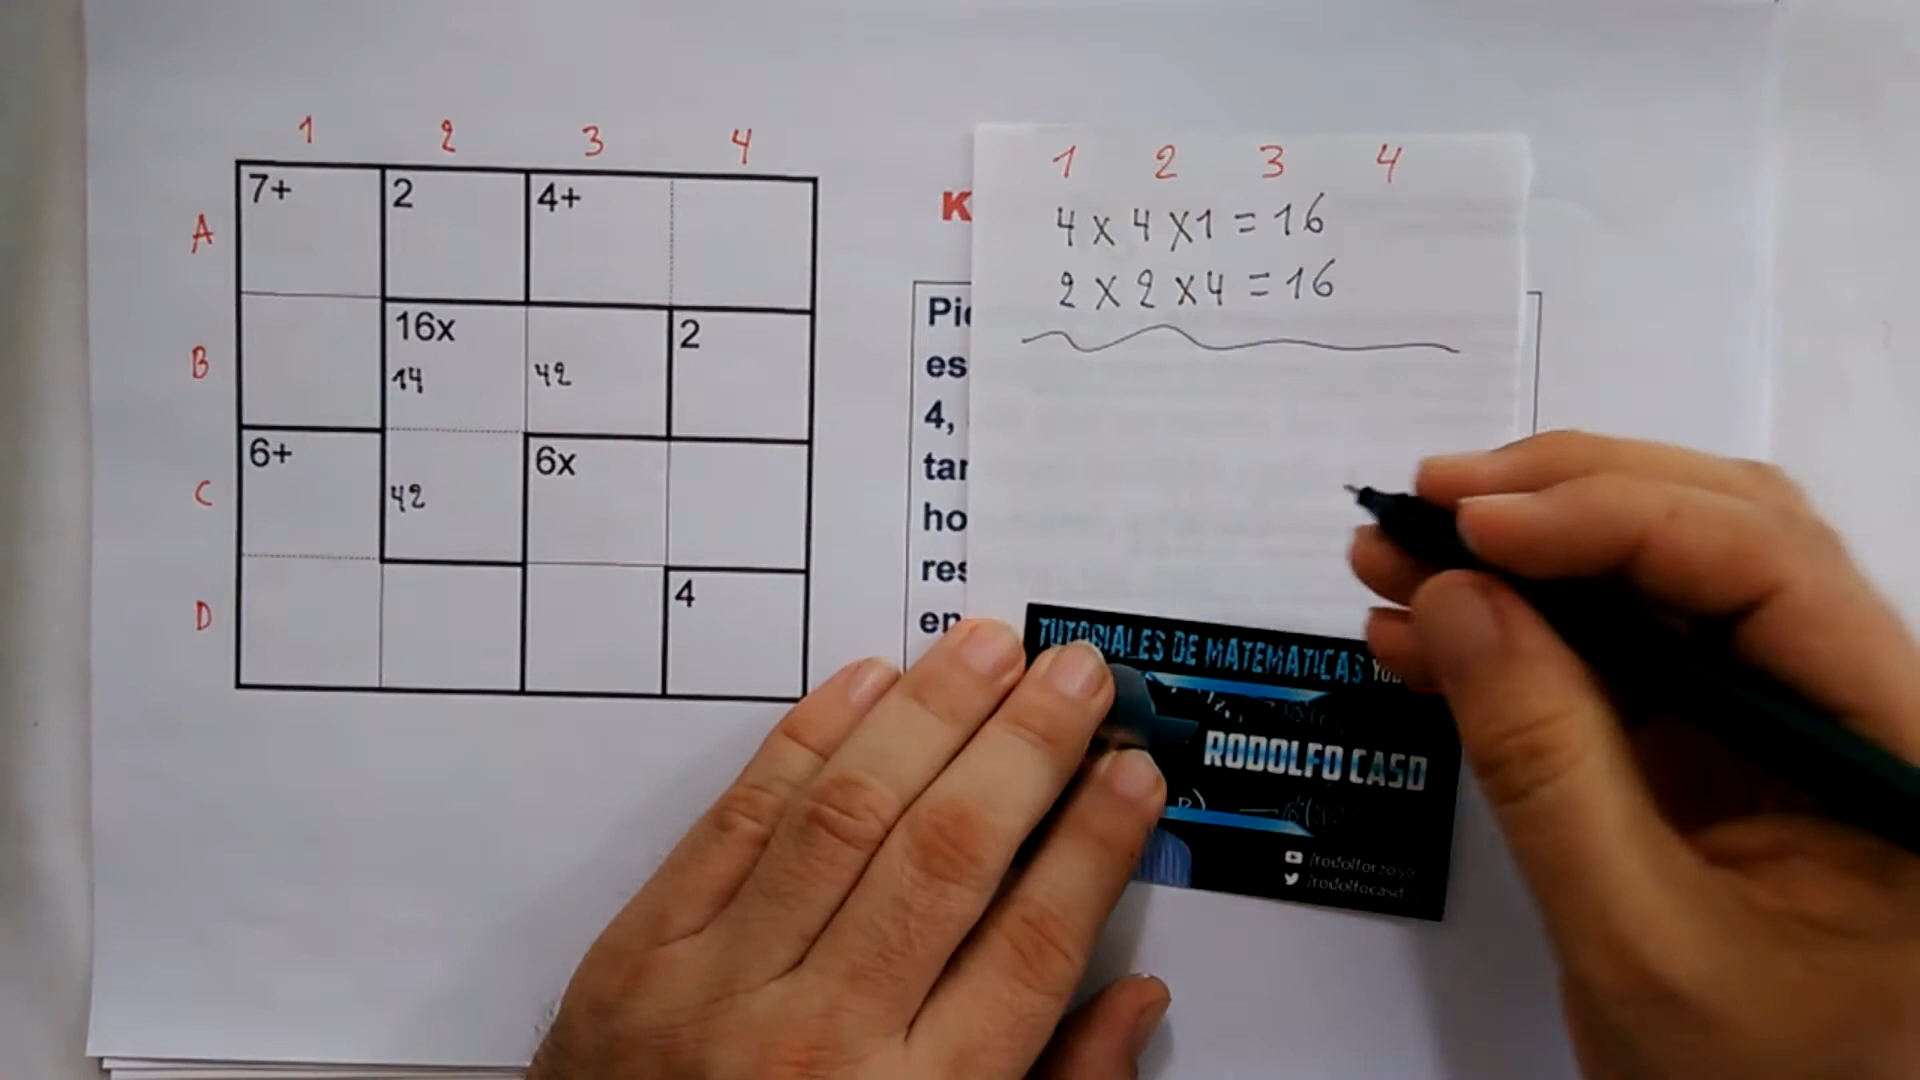 1 2 3 4
A
7+ 2 4+
B
16x 2
14 42
C
6+ 6x
42
D
4
K
Pi
es
4,
tar
ho
res
en
1 2 3 4
4 x 4 x 1 = 16
2 x 2 x 4 = 16
TUTORIALES DE MATEMATICAS
RODOLFO CASO